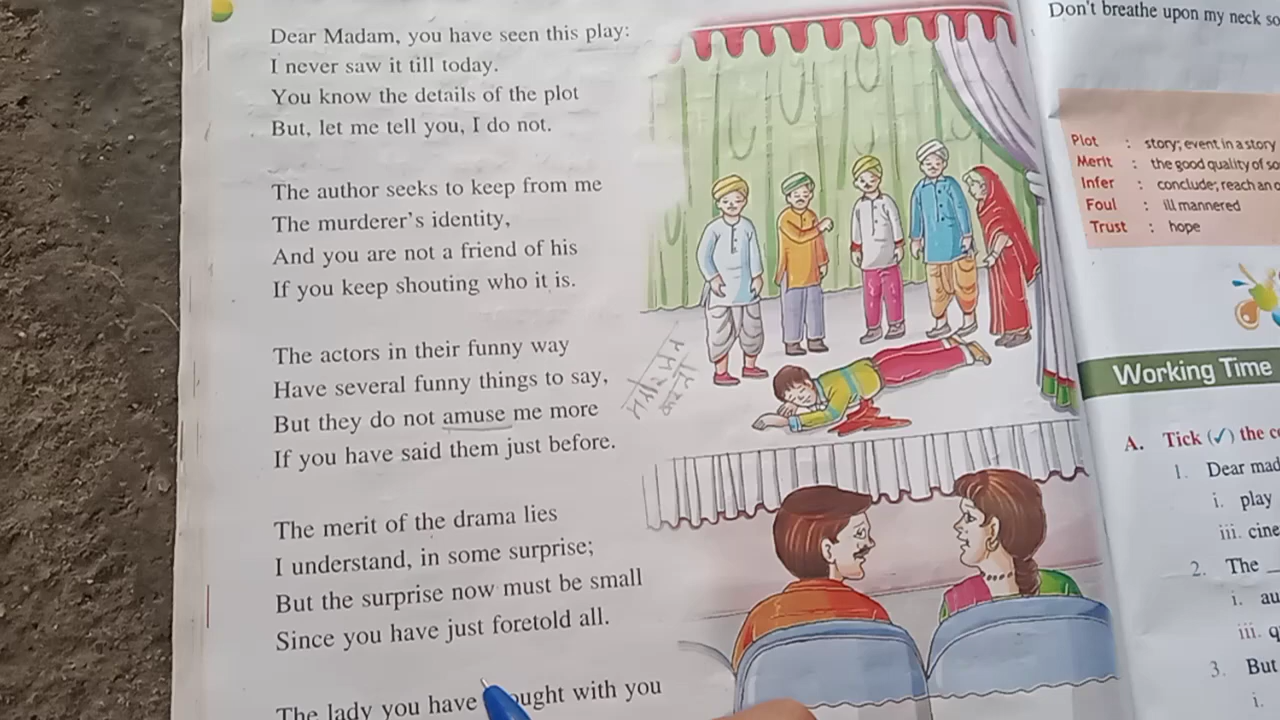 Dear Madam, you have seen this play:
I never saw it till today.
You know the details of the plot
But, let me tell you, I do not.
The author seeks to keep from me
The murderer's identity,
And you are not a friend of his
If you keep shouting who it is.
The actors in their funny way
Have several funny things to say,
But they do not amuse me more
If you have said them just before.
The merit of the drama lies
I understand, in some surprise;
But the surprise now must be small
Since you have just foretold all.
The lady you have with you
Don't breathe upon my neck so
Plot : story; event in a story
Merit : the good quality of so
Infer : conclude; reach an
Foul : ill mannered
Trust : hope
Working Time
A. Tick (✓) the
1. Dear mad
i. play
iii. cine
2. The
i. au
iii. q
3. But
i.